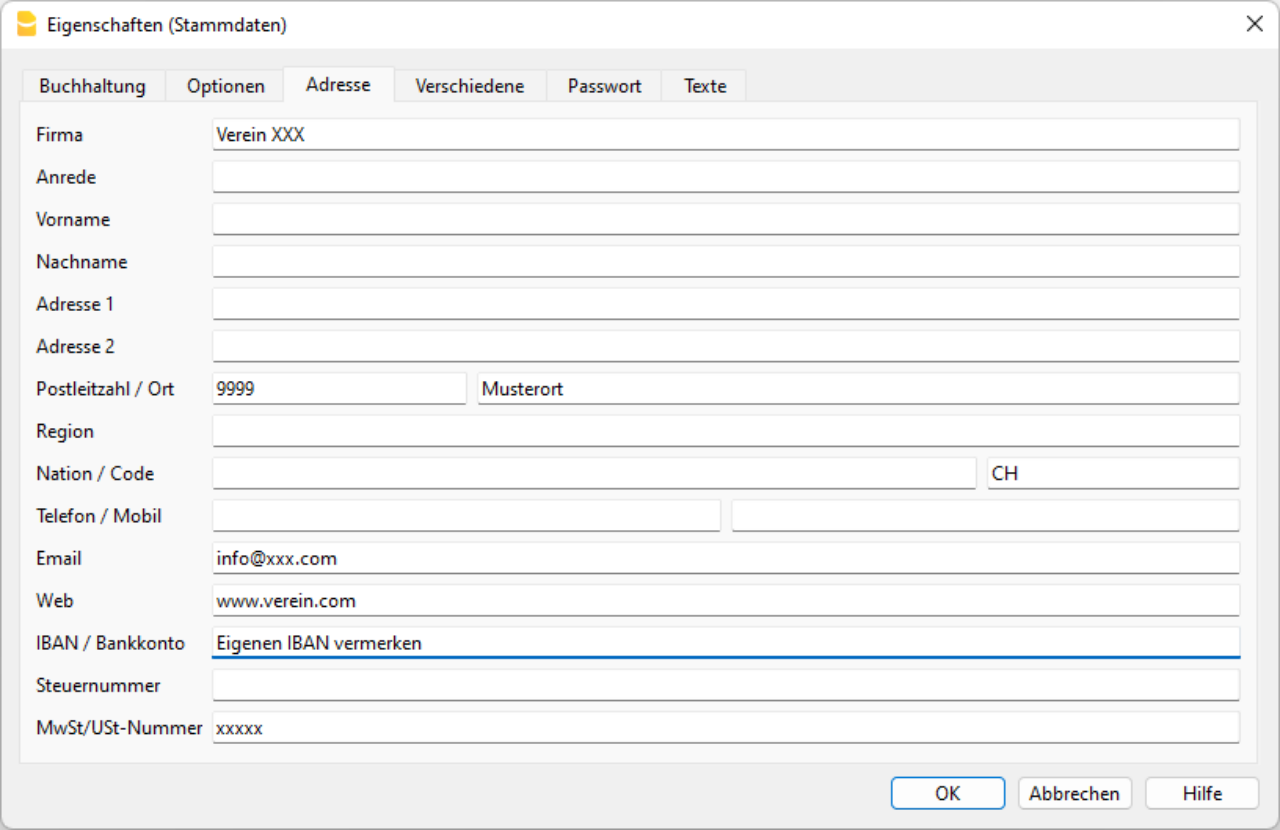 Eigenschaften (Stammdaten)
Buchhaltung Optionen Adresse Verschiedene Passwort Texte
Firma Verein XXX
Anrede
Vorname
Nachname
Adresse 1
Adresse 2
Postleitzahl / Ort 9999 Musterort
Region
Nation / Code CH
Telefon / Mobil
Email info@xxx.com
Web www.verein.com
IBAN / Bankkonto Eigenen IBAN vermerken
Steuernummer
MwSt/USt-Nummer xxxxx
OK Abbrechen Hilfe